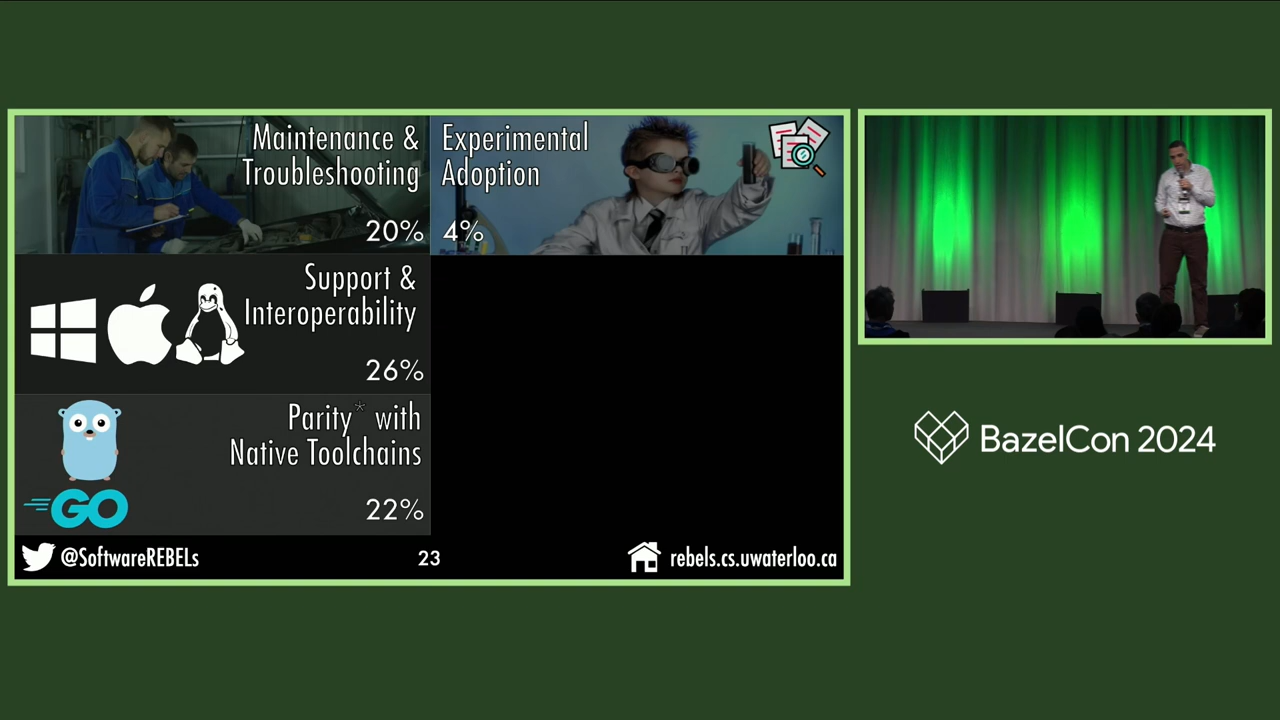 Maintenance &
Troubleshooting
20%
Experimental
Adoption
4%
Support &
Interoperability
26%
Parity* with
Native Toolchains
22%
GO
@SoftwareREBELs
23
rebels.cs.uwaterloo.ca
BazelCon 2024